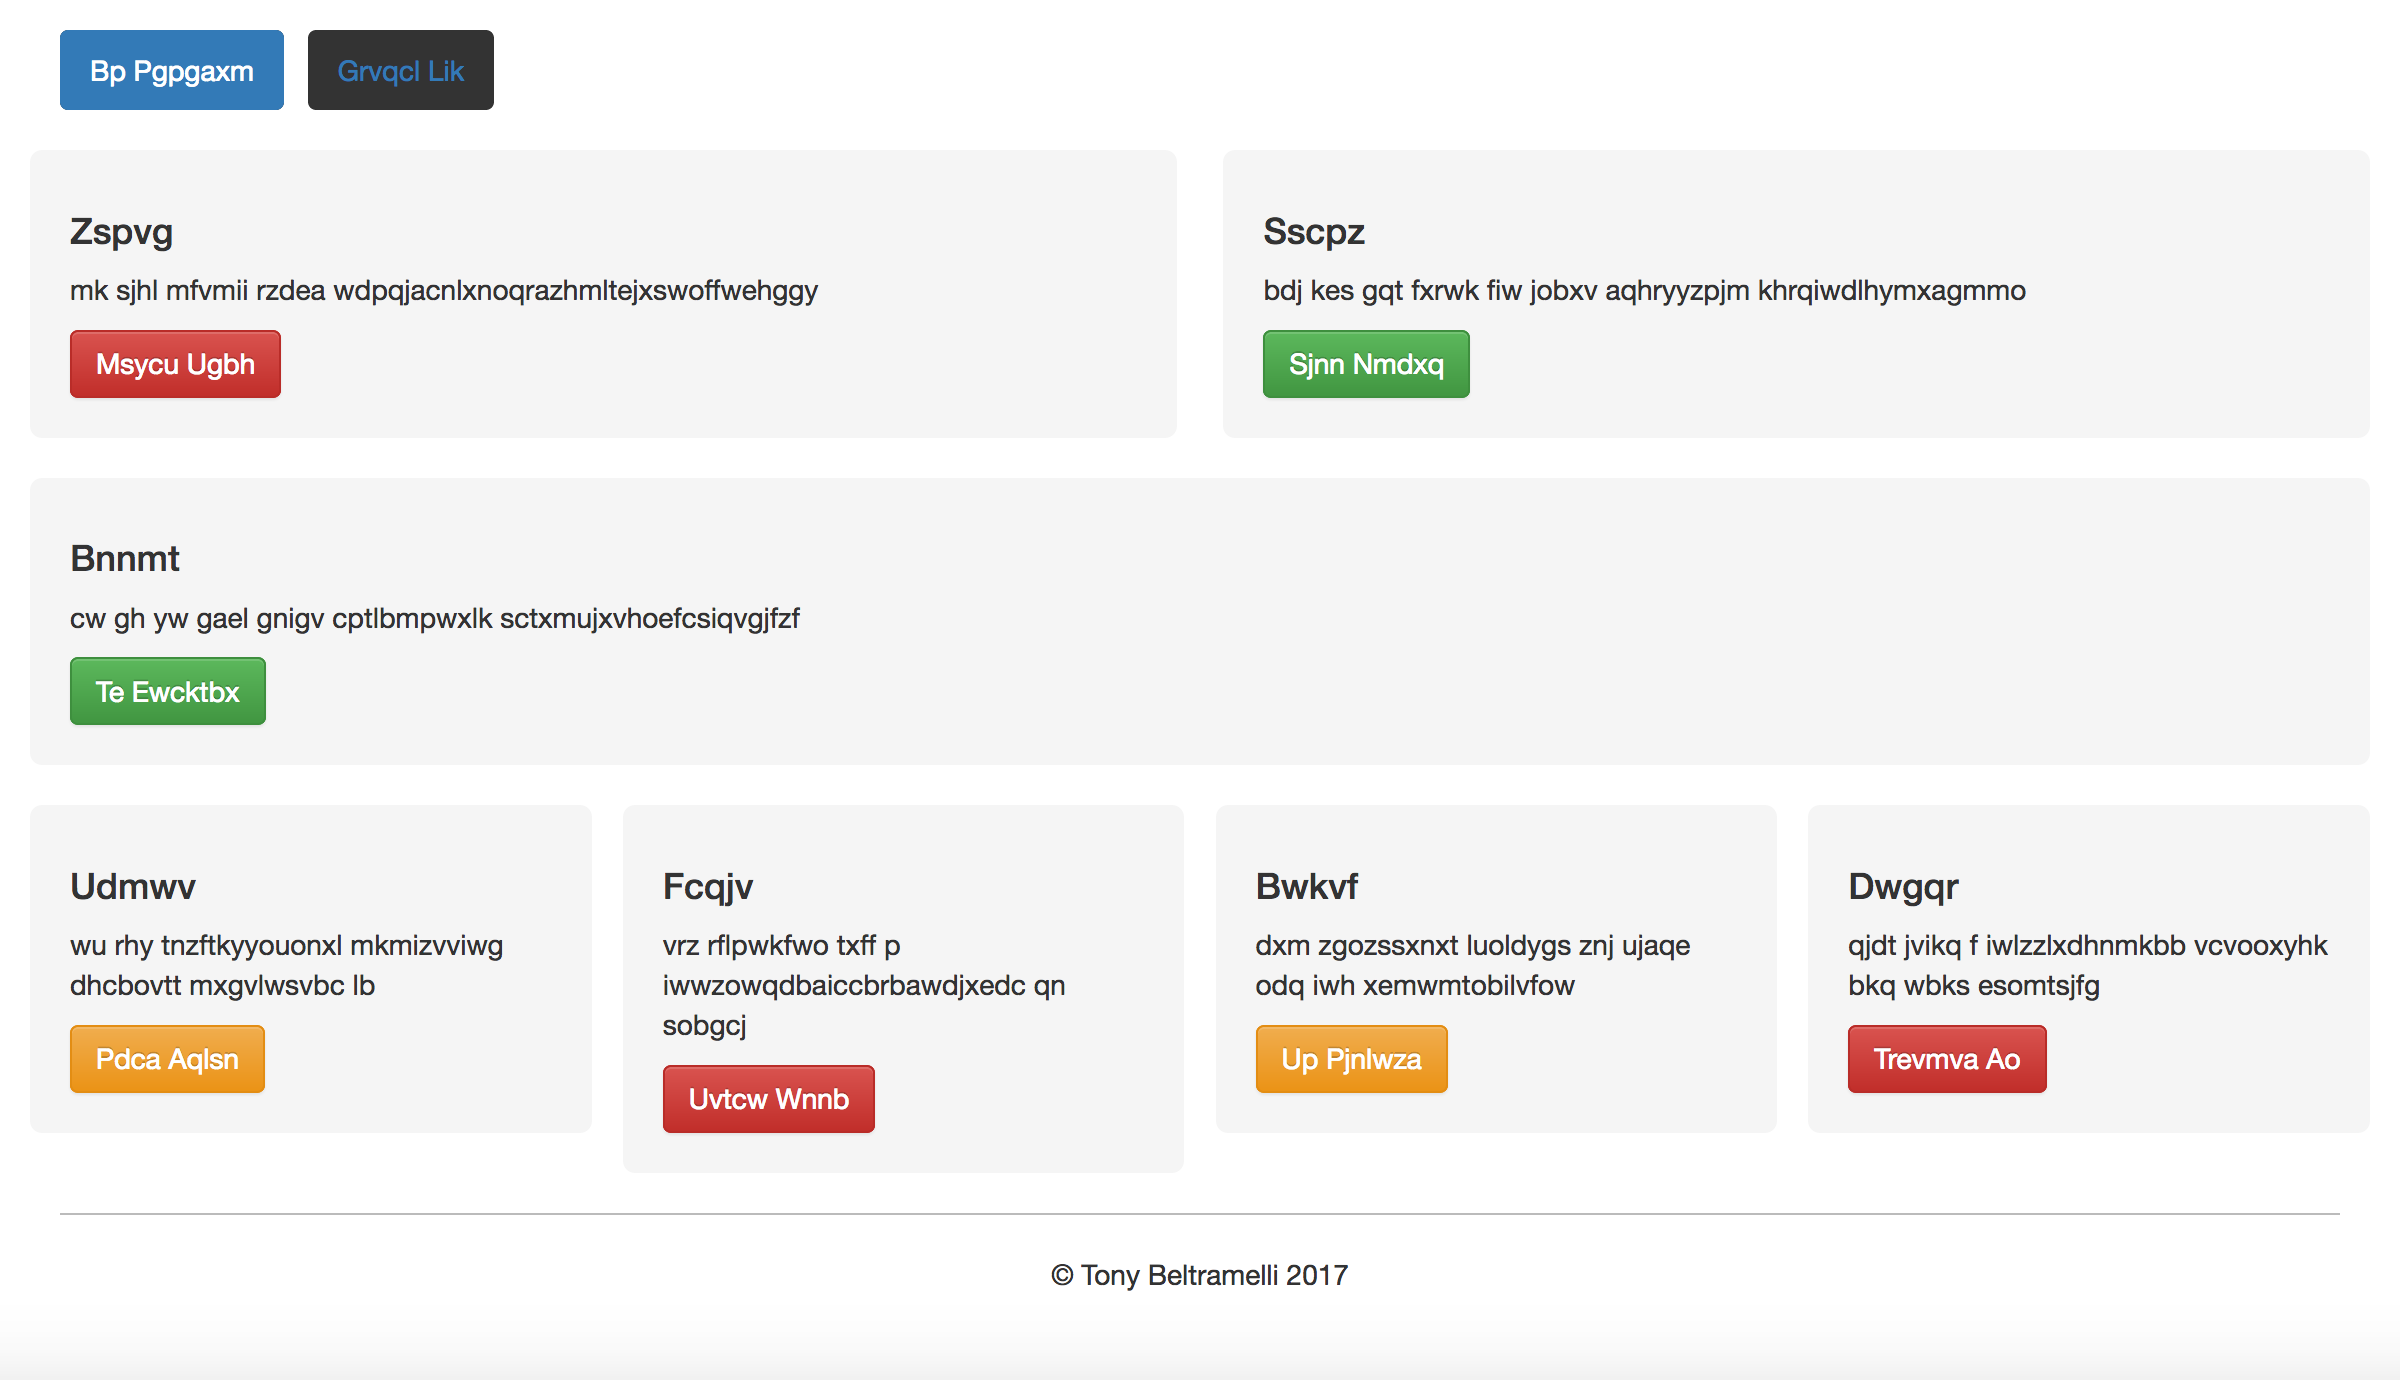 Bp Pgpgaxm
Grvqcl Lik
Zspvg
mk sjhl mfvmii rzdea wdpqjacnlxnoqrazhmltejxswoffwehggy
Msycu Ugbh
Sscpz
bdj kes gqt fxrwk fiw jobxv aqhryyzpjm khrqiwdlhymxagmmo
Sjnn Nmdxq
Bnnmt
cw gh yw gael gnigv cptlbmpwxlk sctxmujxvhoefcsiqvgjfzf
Te Ewcktbx
Udmwv
wu rhy tnzftkyyouonxl mkmizvviwg
dhcbovtt mxgvlwsvbc lb
Pdca Aqlsn
Fcqjv
vrz rflpwkfwo txff p
iwwzowqdbaiccbrbawdjxedc qn
sobgcj
Uvtcw Wnnb
Bwkvf
dxm zgozssxnxt luoldygs znj ujaqe
odq iwh xemwmtobilvfow
Up Pjnlwza
Dwgqr
qjdt jvikq f iwlzzlxdhnmkbb vcvooxyhk
bkq wbks esomtsjfg
Trevmva Ao
© Tony Beltramelli 2017